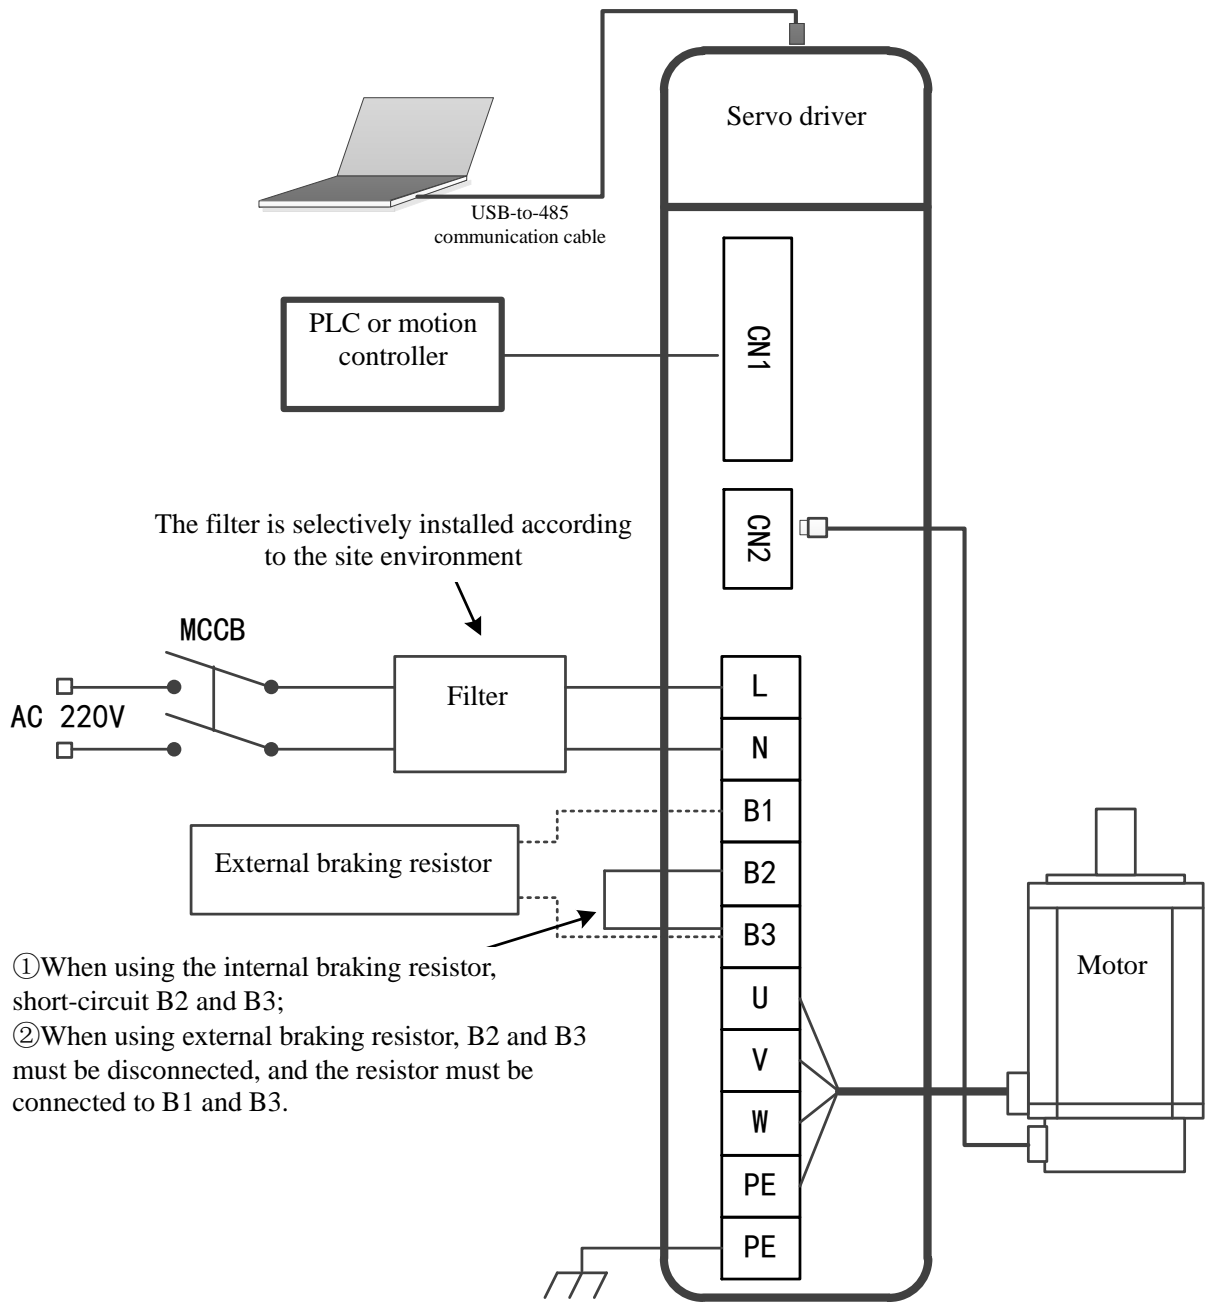 Servo driver
USB-to-485
communication cable
PLC or motion
controller
CN1
The filter is selectively installed according
to the site environment
CN2
MCCB
AC 220V
Filter
L
N
B1
External braking resistor
B2
B3
①When using the internal braking resistor,
short-circuit B2 and B3;
②When using external braking resistor, B2 and B3
must be disconnected, and the resistor must be
connected to B1 and B3.
U
V
W
PE
PE
Motor